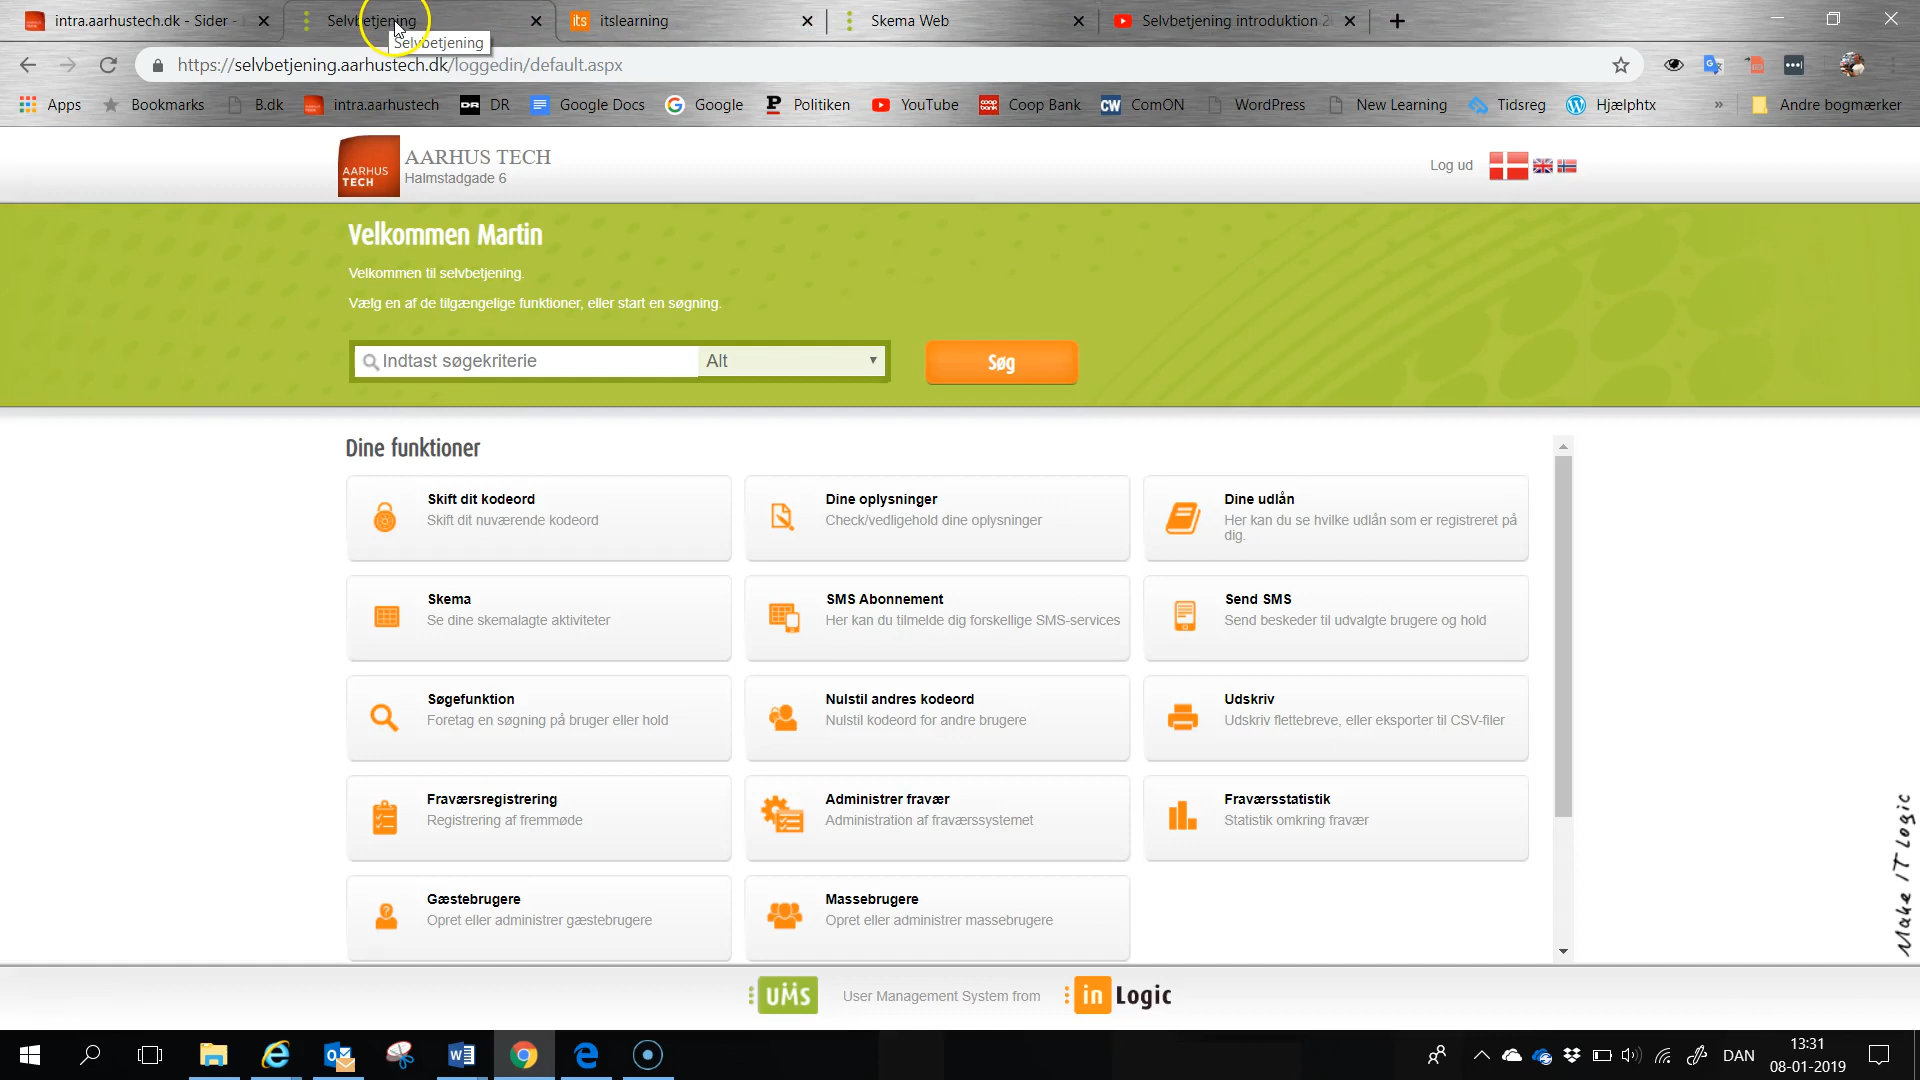 intra.aarhustech.dk - Sider -
Selvbetjening
its itslearning
Skema Web
Selvbetjening introduktion 2
Selvbetjening
https://selvbetjening.aarhustech.dk/loggedin/default.aspx
Apps
Bookmarks
B.dk
intra.aarhustech
DR DR
Google Docs
Google
P Politiken
YouTube
coop bank Coop Bank
CW ComON
WordPress
New Learning
Tidsreg
Hjælphtx
»
Andre bogmærker
AARHUS TECH
AARHUS TECH
Halmstadgade 6
Log ud
Velkommen Martin
Velkommen til selvbetjening.
Vælg en af de tilgængelige funktioner, eller start en søgning.
Indtast søgekriterie
Alt
Søg
Dine funktioner
Skift dit kodeord
Skift dit nuværende kodeord
Dine oplysninger
Check/vedligehold dine oplysninger
Dine udlån
Her kan du se hvilke udlån som er registreret på
dig.
Skema
Se dine skemalagte aktiviteter
SMS Abonnement
Her kan du tilmelde dig forskellige SMS-services
Send SMS
Send beskeder til udvalgte brugere og hold
Søgefunktion
Foretag en søgning på bruger eller hold
Nulstil andres kodeord
Nulstil kodeord for andre brugere
Udskriv
Udskriv flettebreve, eller eksporter til CSV-filer
Fraværsregistrering
Registrering af fremmøde
Administrer fravær
Administration af fraværssystemet
Fraværsstatistik
Statistik omkring fravær
Gæstebrugere
Opret eller administrer gæstebrugere
Massebrugere
Opret eller administrer massebrugere
Make IT Logic
UMS
User Management System from
in Logic
DAN
13:31
08-01-2019